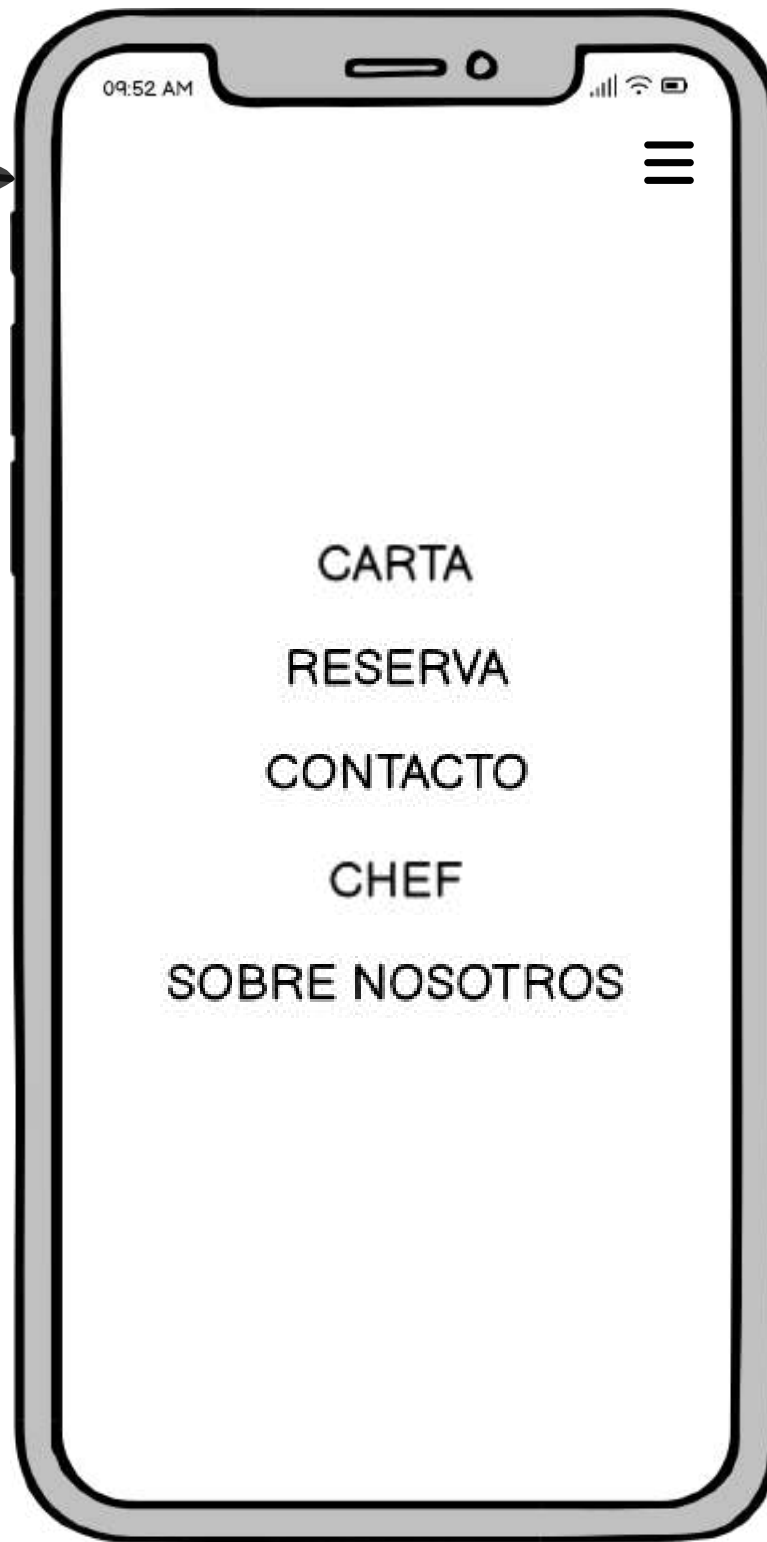 09:52 AM
CARTA
RESERVA
CONTACTO
CHEF
SOBRE NOSOTROS